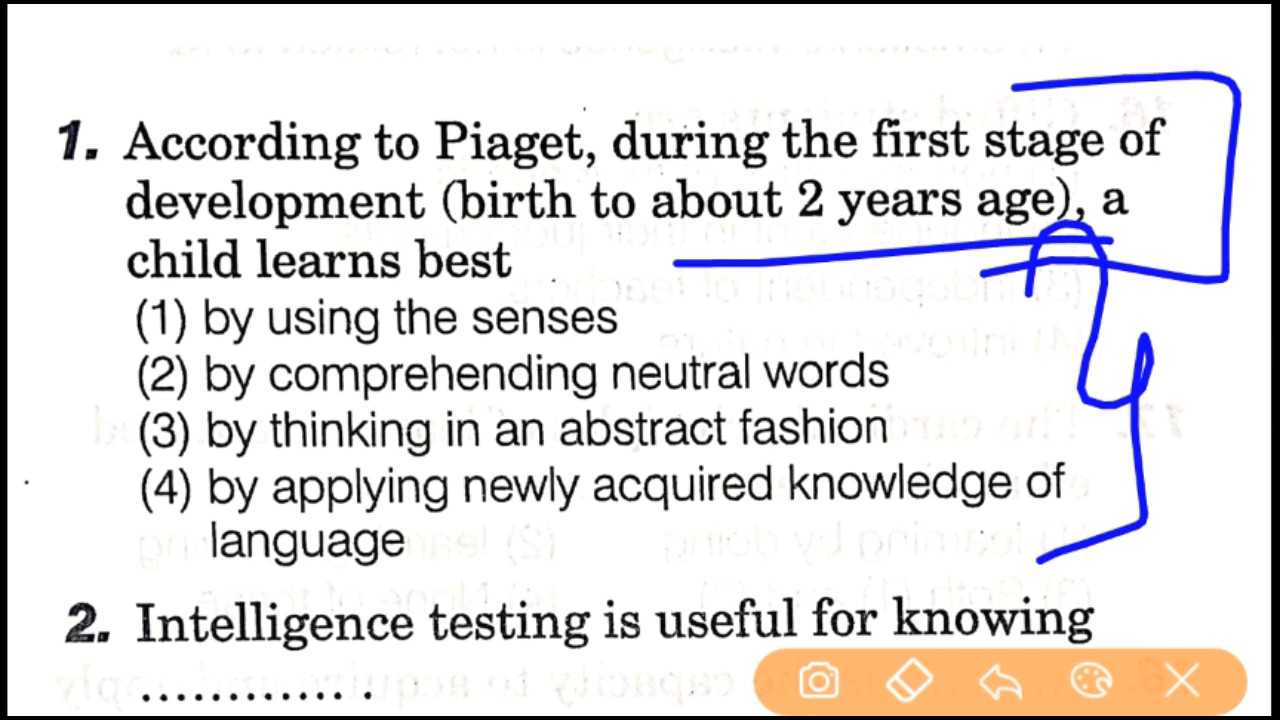 1. According to Piaget, during the first stage of
development (birth to about 2 years age), a
child learns best
(1) by using the senses
(2) by comprehending neutral words
(3) by thinking in an abstract fashion
(4) by applying newly acquired knowledge of
language
2. Intelligence testing is useful for knowing
.............